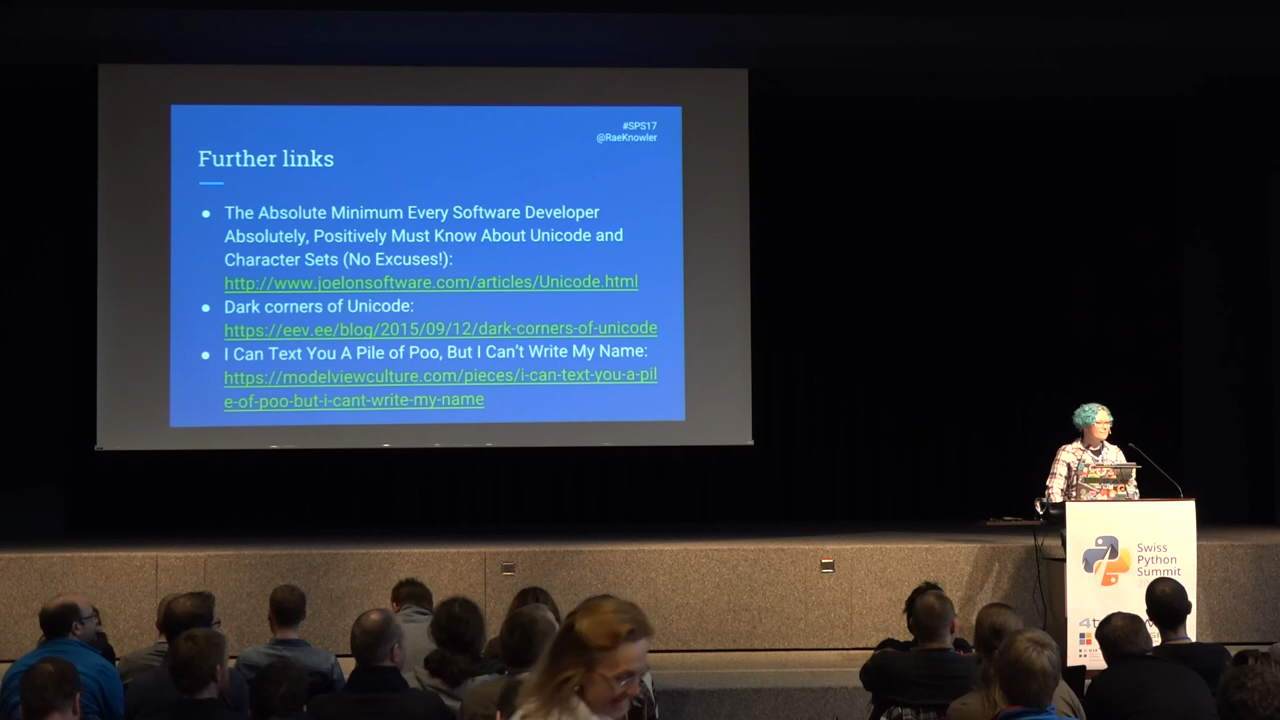 #SPS17
@RaeKnowler
Further links
● The Absolute Minimum Every Software Developer
Absolutely, Positively Must Know About Unicode and
Character Sets (No Excuses!):
http://www.joelonsoftware.com/articles/Unicode.html
● Dark corners of Unicode:
https://eev.ee/blog/2015/09/12/dark-corners-of-unicode
● I Can Text You A Pile of Poo, But I Can't Write My Name:
https://modelviewculture.com/pieces/i-can-text-you-a-pil
e-of-poo-but-i-cant-write-my-name
Swiss
Python
Summit